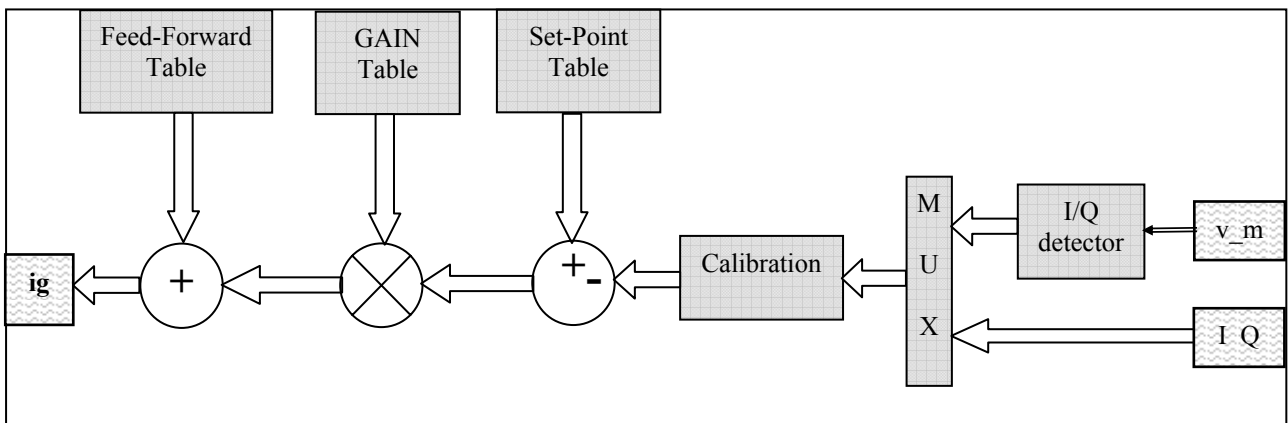 Feed-Forward
Table
GAIN
Table
Set-Point
Table
M
U
X
I/Q
detector
v_m
+
-
Calibration
+
ig
I Q